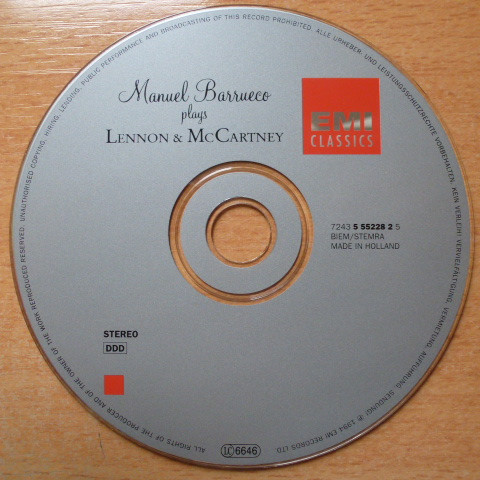 Manuel Barrueco
plays
LENNON & MCCARTNEY
EMI
CLASSICS
7243 5 55228 2 5
BIEM/STEMRA
MADE IN HOLLAND
STEREO
DDD
ALL RIGHTS OF THE PRODUCER AND OF THE OWNER OF THE WORK REPRODUCED RESERVED. UNAUTHORISED COPYING, HIRING, LENDING, PUBLIC PERFORMANCE AND BROADCASTING OF THIS RECORD PROHIBITED. ALLE URHEBER- UND LEISTUNGSSCHUTZRECHTE VORBEHALTEN. KEIN VERLEIH! VERVIELFÄLTIGUNG, VERMIETUNG, AUFFÜHRUNG, SENDUNG! ℗ 1994 EMI RECORDS LTD.
LC 6646